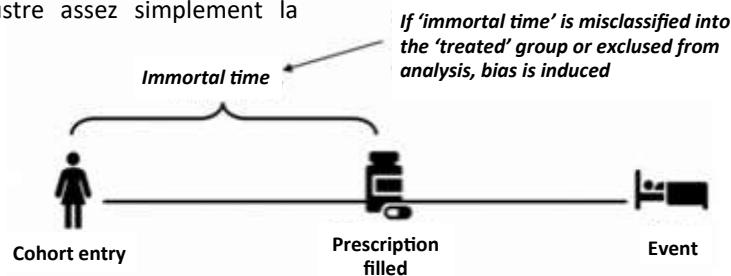 ustre assez simplement la
If ‘immortal time’ is misclassified into
the ‘treated’ group or exclused from
analysis, bias is induced
Immortal time
Cohort entry
Prescription
filled
Event